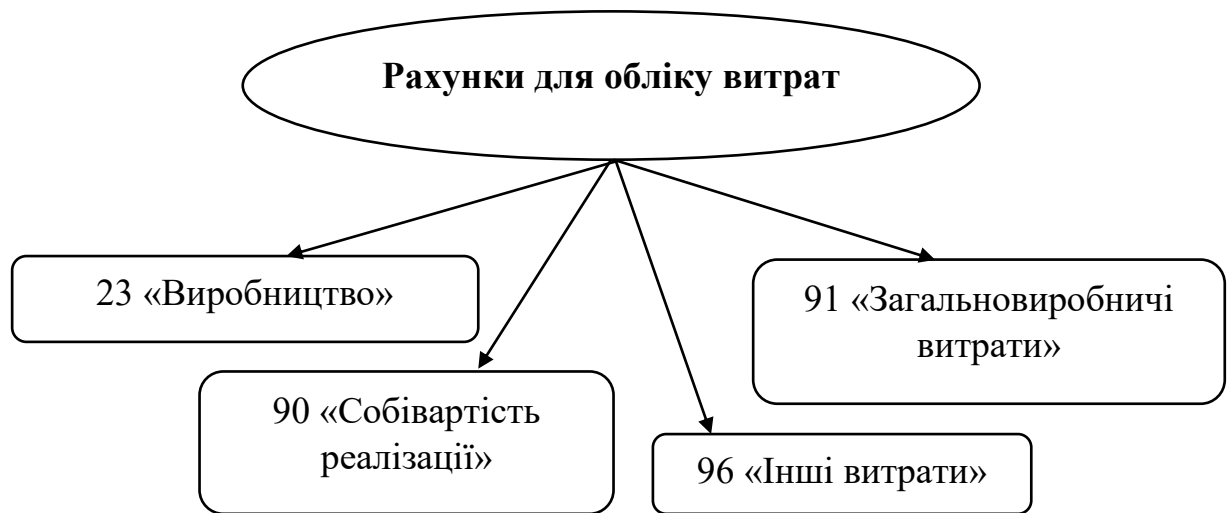 Рахунки для обліку витрат
23 «Виробництво»
91 «Загальновиробничі
витрати»
90 «Собівартість
реалізації»
96 «Інші витрати»